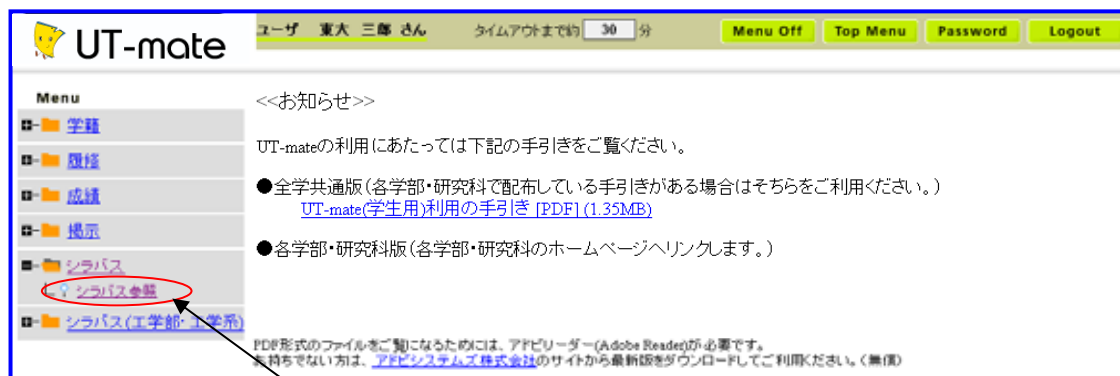 UT-mate
ユーザ 東大 三郎 さん タイムアウトまで約 30 分 Menu Off Top Menu Password Logout
Menu
学籍
履修
成績
掲示
シラバス
シラバス参照
シラバス(工学部・工学系)
<<お知らせ>>
UT-mateの利用にあたっては下記の手引きをご覧ください。
●全学共通版(各学部・研究科で配布している手引きがある場合はそちらをご利用ください。)
UT-mate(学生用)利用の手引き [PDF] (1.35MB)
●各学部・研究科版(各学部・研究科のホームページへリンクします。)
PDF形式のファイルをご覧になるためには、アドビリーダー(Adobe Reader)が必要です。
お持ちでない方は、アドビシステムズ株式会社のサイトから最新版をダウンロードしてご利用ください。(無償)